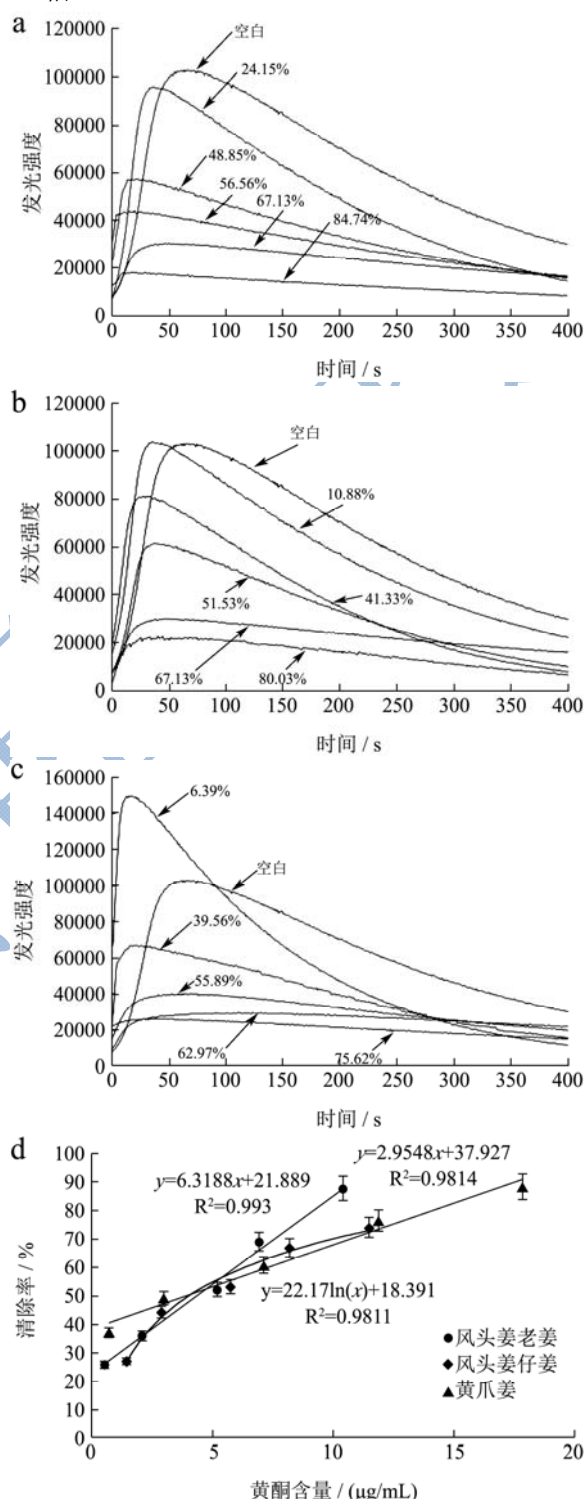 a
120000
100000
80000
60000
40000
20000
0
发光强度
空白
24.15%
48.85%
56.56%
67.13%
84.74%
0 50 100 150 200 250 300 350 400
时间 / s
b
120000
100000
80000
60000
40000
20000
0
发光强度
空白
10.88%
41.33%
51.53%
67.13%
80.03%
0 50 100 150 200 250 300 350 400
时间 / s
c
160000
140000
120000
100000
80000
60000
40000
20000
0
发光强度
6.39%
空白
39.56%
55.89%
62.97%
75.62%
0 50 100 150 200 250 300 350 400
时间 / s
d
100
90
80
70
60
50
40
30
20
10
0
清除率 / %
y=6.3188x+21.889
R²=0.993
y=2.9548x+37.927
R²=0.9814
y=22.17ln(x)+18.391
R²=0.9811
●风头姜老姜
◆风头姜仔姜
▲黄爪姜
0 5 10 15 20
黄酮含量 / (μg/mL)